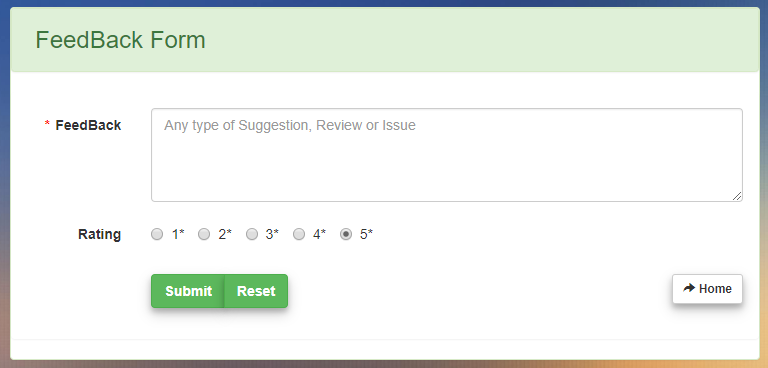 FeedBack Form
* FeedBack
Any type of Suggestion, Review or Issue
Rating 1* 2* 3* 4* 5*
Submit Reset Home